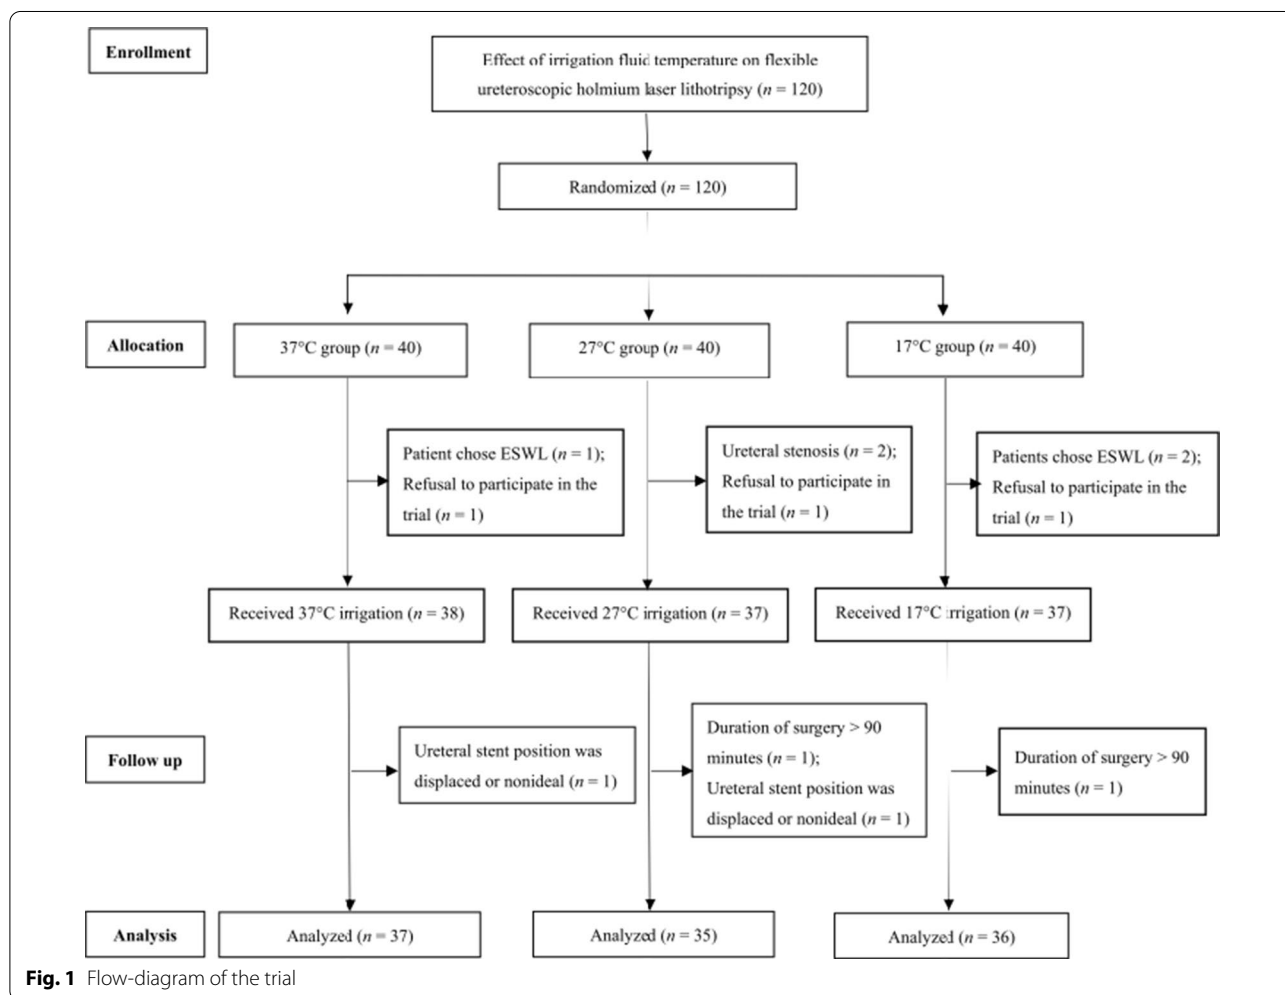 Enrollment
Effect of irrigation fluid temperature on flexible
ureteroscopic holmium laser lithotripsy (n = 120)
Randomized (n = 120)
Allocation
37°C group (n = 40)
27°C group (n = 40)
17°C group (n = 40)
Patient chose ESWL (n = 1);
Refusal to participate in the
trial (n = 1)
Ureteral stenosis (n = 2);
Refusal to participate in
the trial (n = 1)
Patients chose ESWL (n = 2);
Refusal to participate in the
trial (n = 1)
Received 37°C irrigation (n = 38)
Received 27°C irrigation (n = 37)
Received 17°C irrigation (n = 37)
Follow up
Ureteral stent position was
displaced or nonideal (n = 1)
Duration of surgery > 90
minutes (n = 1);
Ureteral stent position was
displaced or nonideal (n = 1)
Duration of surgery > 90
minutes (n = 1)
Analysis
Analyzed (n = 37)
Analyzed (n = 35)
Analyzed (n = 36)
Fig. 1 Flow-diagram of the trial